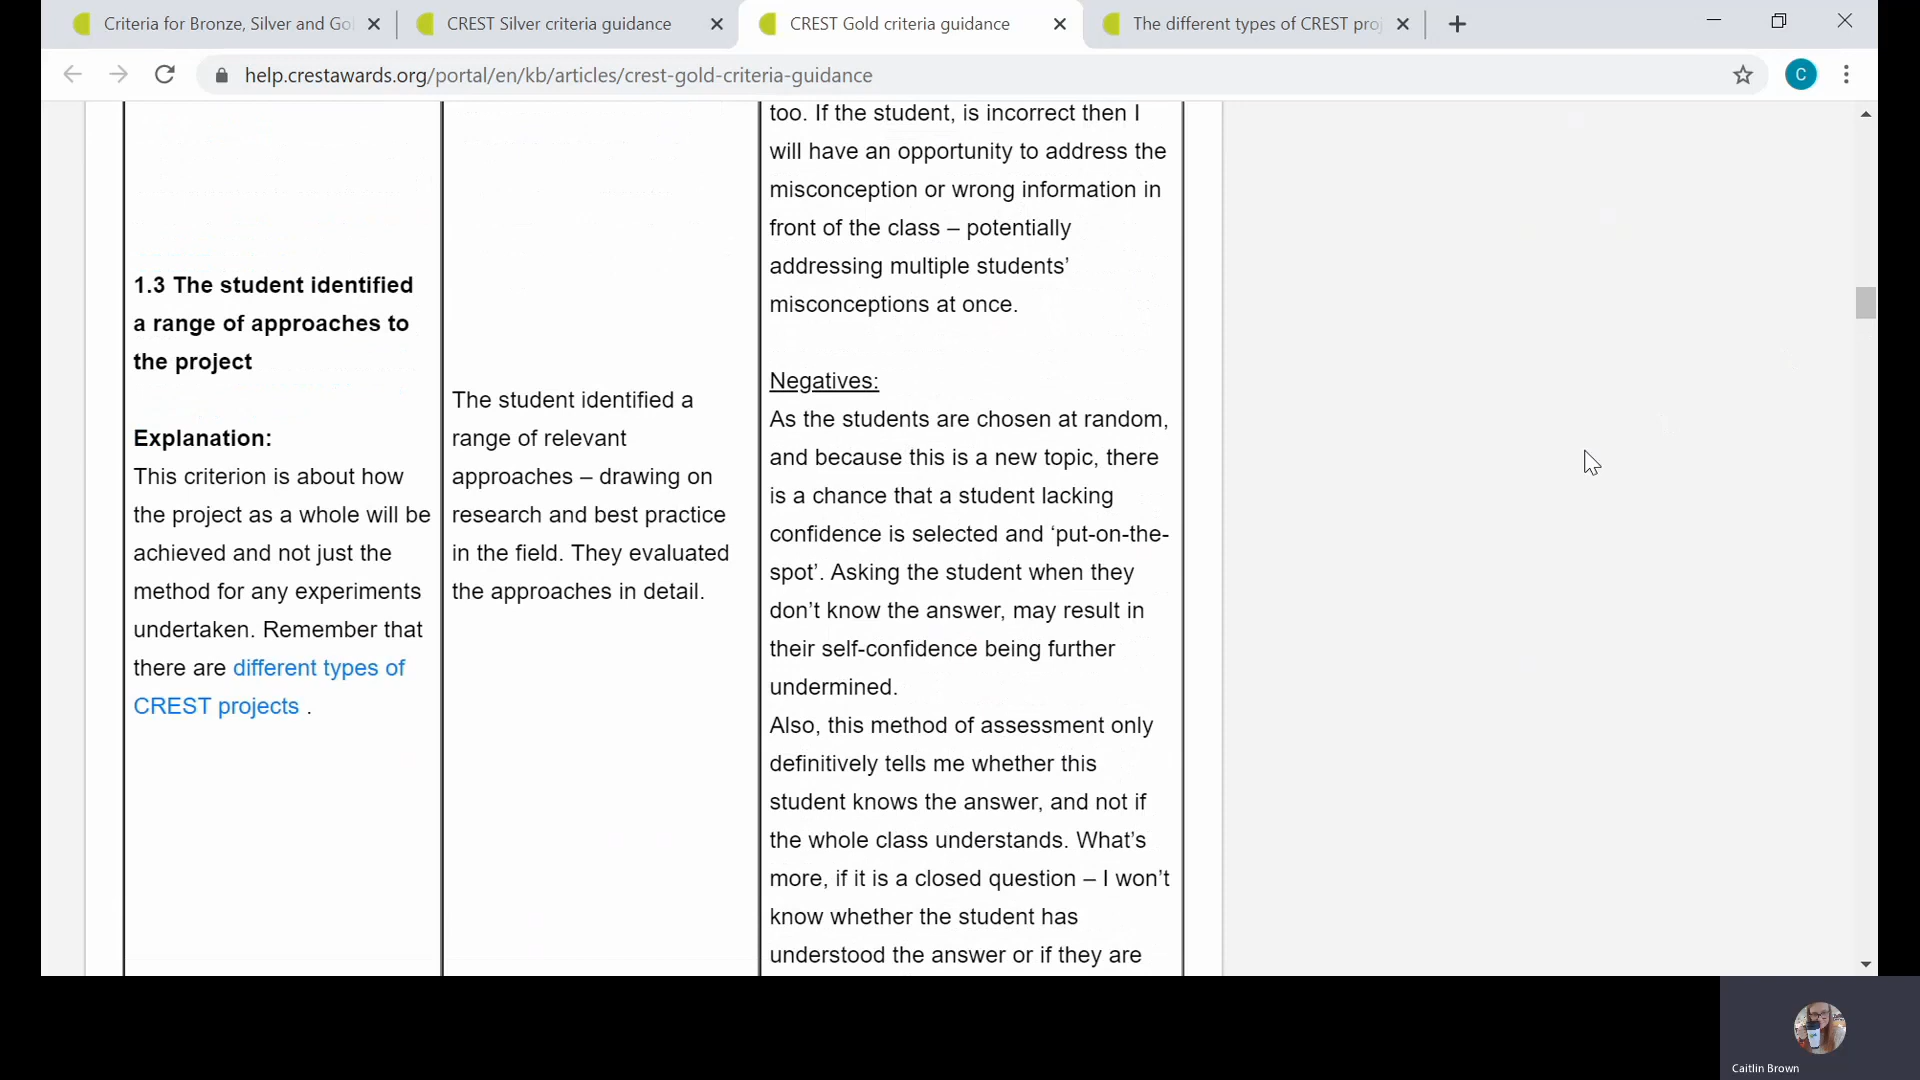 Criteria for Bronze, Silver and Gol
CREST Silver criteria guidance
CREST Gold criteria guidance
The different types of CREST proj
help.crestawards.org/portal/en/kb/articles/crest-gold-criteria-guidance
C
1.3 The student identified
a range of approaches to
the project
Explanation:
This criterion is about how
the project as a whole will be
achieved and not just the
method for any experiments
undertaken. Remember that
there are different types of
CREST projects .
The student identified a
range of relevant
approaches – drawing on
research and best practice
in the field. They evaluated
the approaches in detail.
too. If the student, is incorrect then I
will have an opportunity to address the
misconception or wrong information in
front of the class – potentially
addressing multiple students’
misconceptions at once.
Negatives:
As the students are chosen at random,
and because this is a new topic, there
is a chance that a student lacking
confidence is selected and ‘put-on-the-
spot’. Asking the student when they
don’t know the answer, may result in
their self-confidence being further
undermined.
Also, this method of assessment only
definitively tells me whether this
student knows the answer, and not if
the whole class understands. What’s
more, if it is a closed question – I won’t
know whether the student has
understood the answer or if they are
Caitlin Brown